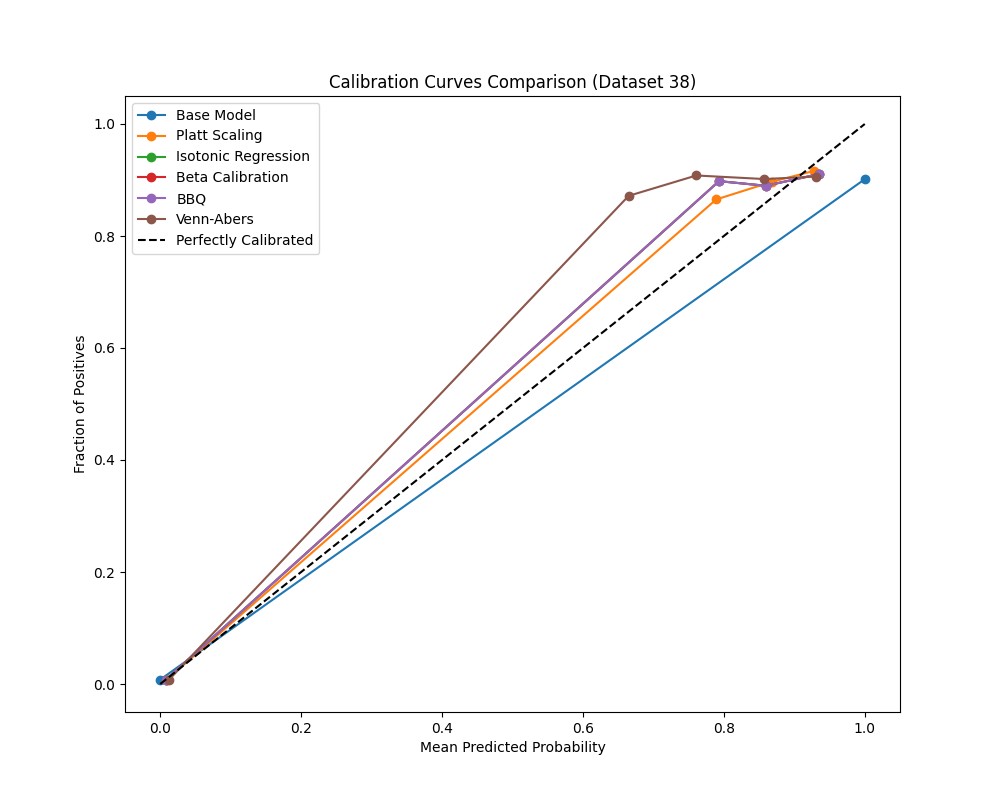 Calibration Curves Comparison (Dataset 38)
Base Model
Platt Scaling
Isotonic Regression
Beta Calibration
BBQ
Venn-Abers
Perfectly Calibrated
1.0
0.8
0.6
0.4
0.2
0.0
Fraction of Positives
0.0 0.2 0.4 0.6 0.8 1.0
Mean Predicted Probability